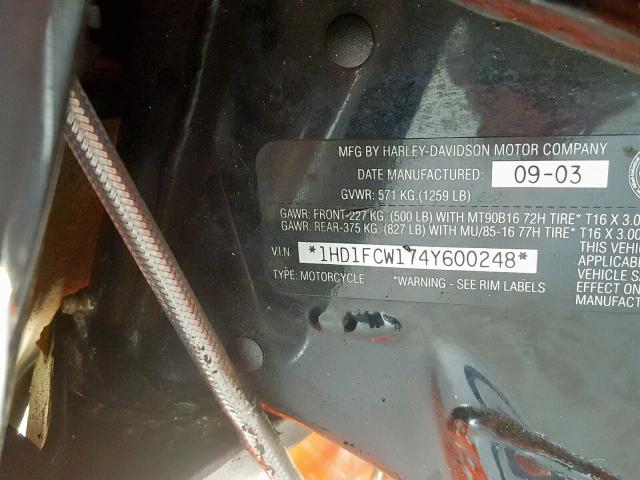 MFG BY HARLEY-DAVIDSON MOTOR COMPANY
DATE MANUFACTURED: 09-03
GVWR: 571 KG (1259 LB)
GAWR: FRONT-227 KG. (500 LB) WITH MT90B16 72H TIRE* T16 X 3.0
GAWR: REAR-375 KG. (827 LB) WITH MU/85-16 77H TIRE* T16 X 3.00
V.I.N. *1HD1FCW174Y600248* THIS VEHI
APPLICABLE
TYPE: MOTORCYCLE *WARNING - SEE RIM LABELS VEHICLE SA
EFFECT ON
MANUFACT